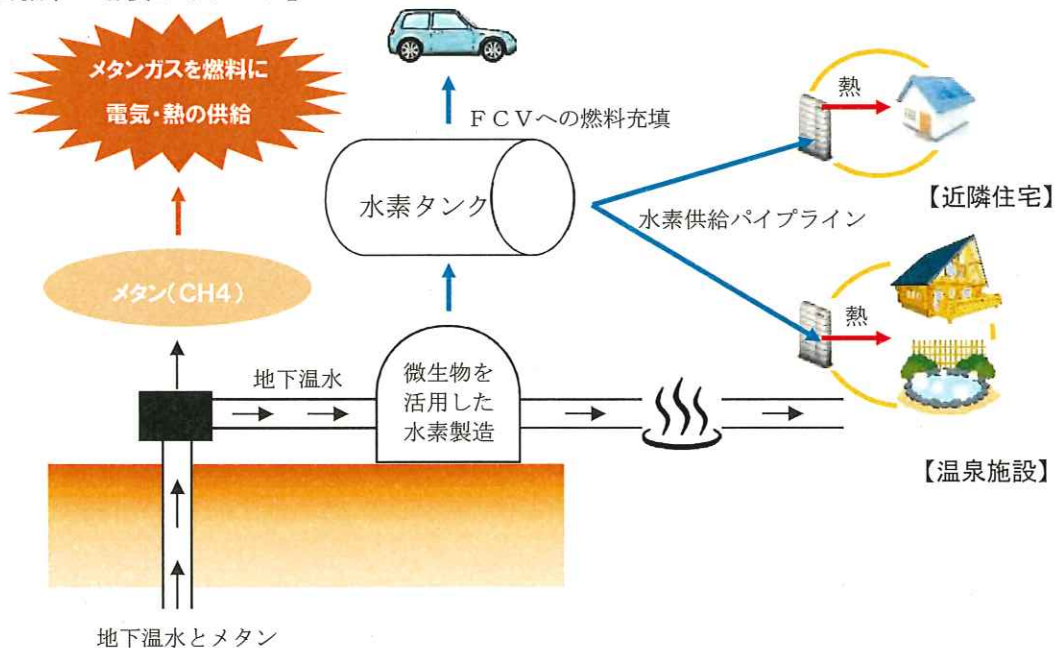 メタンガスを燃料に
電気・熱の供給
FCVへの燃料充填
熱
水素タンク
【近隣住宅】
水素供給パイプライン
メタン(CH4)
熱
地下温水
微生物を
活用した
水素製造
【温泉施設】
地下温水とメタン